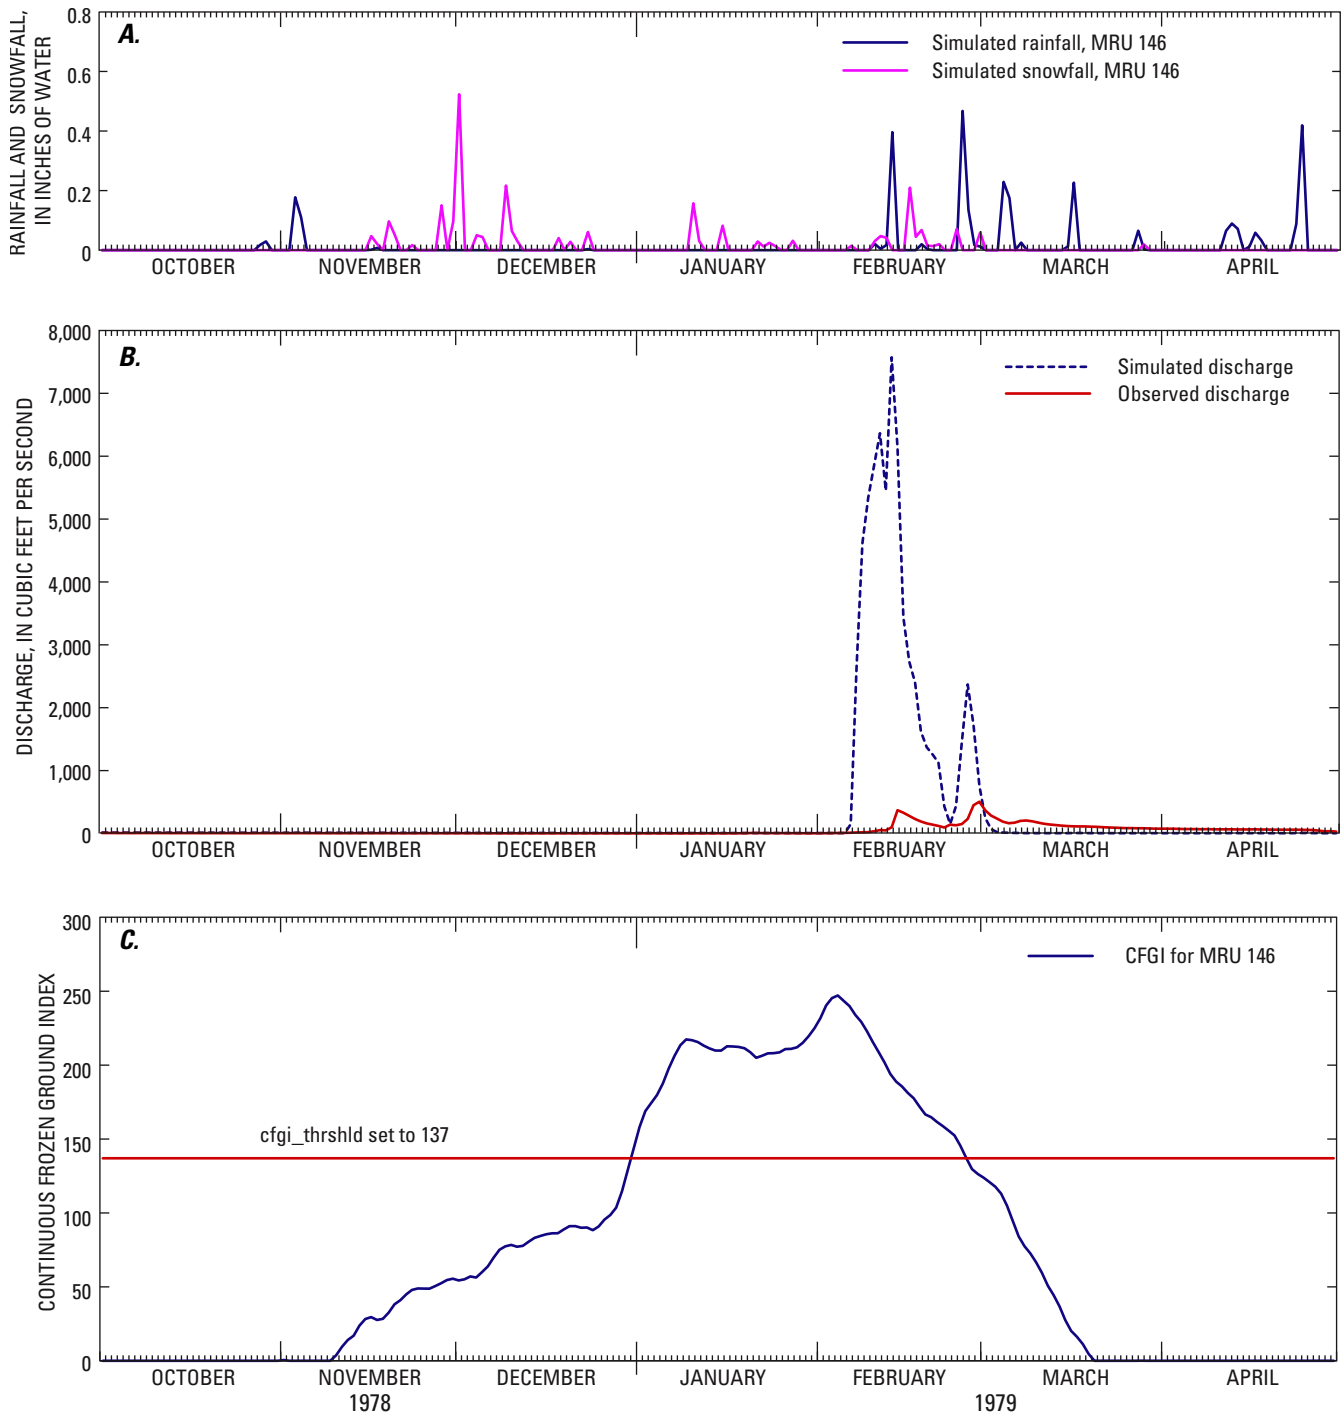 RAINFALL AND SNOWFALL,
IN INCHES OF WATER
0.8
0.6
0.4
0.2
0
A.
Simulated rainfall, MRU 146
Simulated snowfall, MRU 146
OCTOBER NOVEMBER DECEMBER JANUARY FEBRUARY MARCH APRIL
DISCHARGE, IN CUBIC FEET PER SECOND
8,000
7,000
6,000
5,000
4,000
3,000
2,000
1,000
0
B.
Simulated discharge
Observed discharge
OCTOBER NOVEMBER DECEMBER JANUARY FEBRUARY MARCH APRIL
CONTINUOUS FROZEN GROUND INDEX
300
250
200
150
100
50
0
C.
CFGI for MRU 146
cfgi_thrshld set to 137
OCTOBER NOVEMBER DECEMBER JANUARY FEBRUARY MARCH APRIL
1978 1979